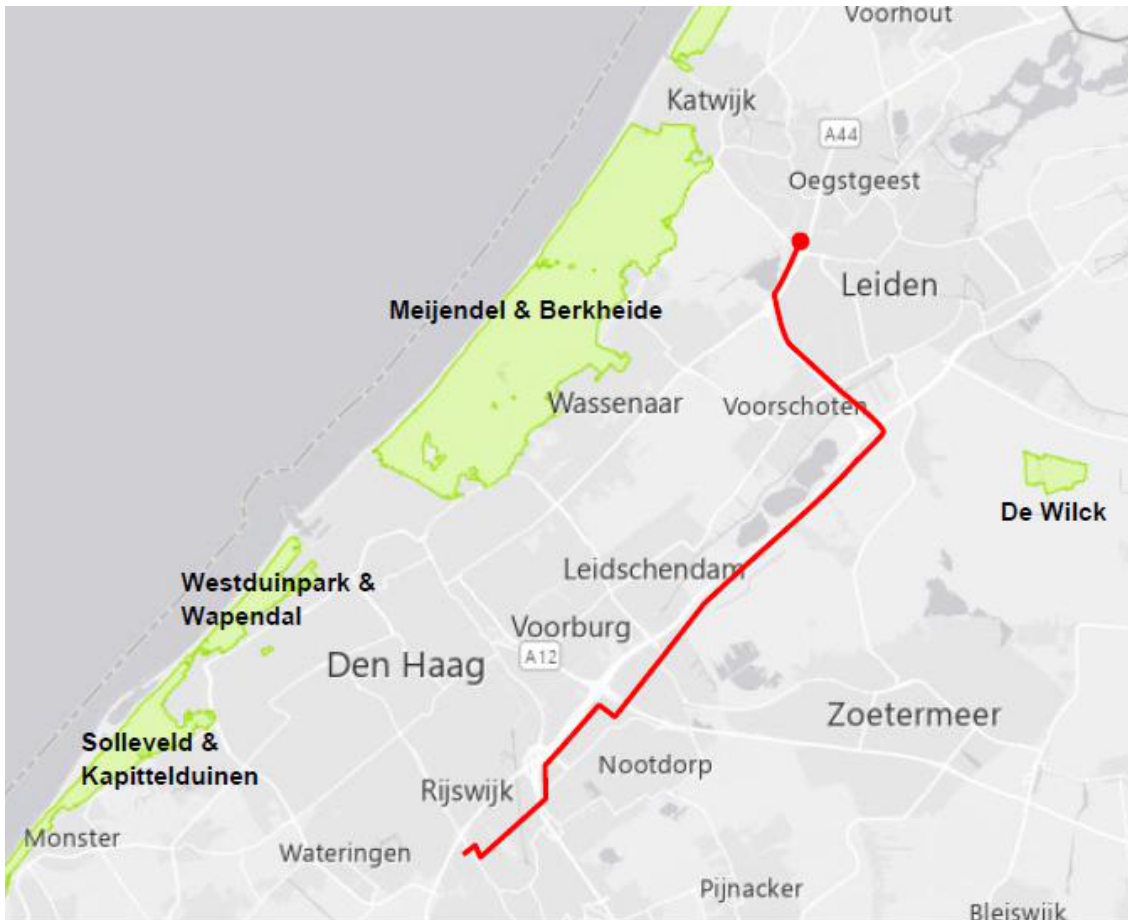 Voorhout
Katwijk
A44
Oegstgeest
Leiden
Meijendel & Berkheide
Wassenaar
Voorschoten
De Wilck
Leidschendam
Westduinpark &
Wapendal
Voorburg
A12
Den Haag
Zoetermeer
Solleveld &
Kapittelduinen
Nootdorp
Rijswijk
Monster
Wateringen
Pijnacker
Bleiswijk